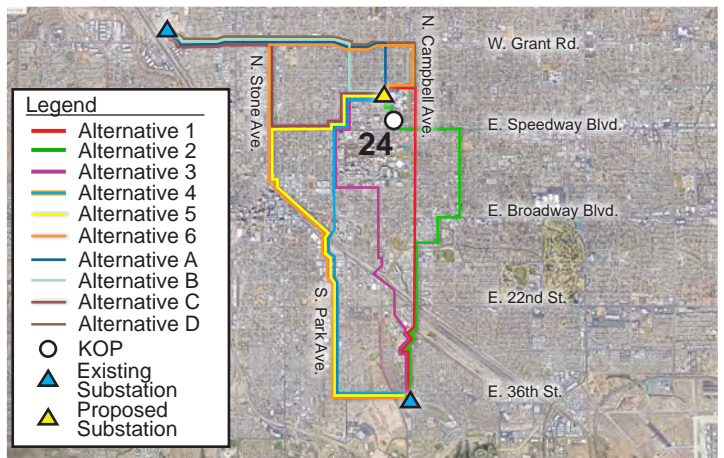 Legend
Alternative 1
Alternative 2
Alternative 3
Alternative 4
Alternative 5
Alternative 6
Alternative A
Alternative B
Alternative C
Alternative D
KOP
Existing
Substation
Proposed
Substation
N. Stone Ave.
N. Campbell Ave.
S. Park Ave.
24
W. Grant Rd.
E. Speedway Blvd.
E. Broadway Blvd.
E. 22nd St.
E. 36th St.